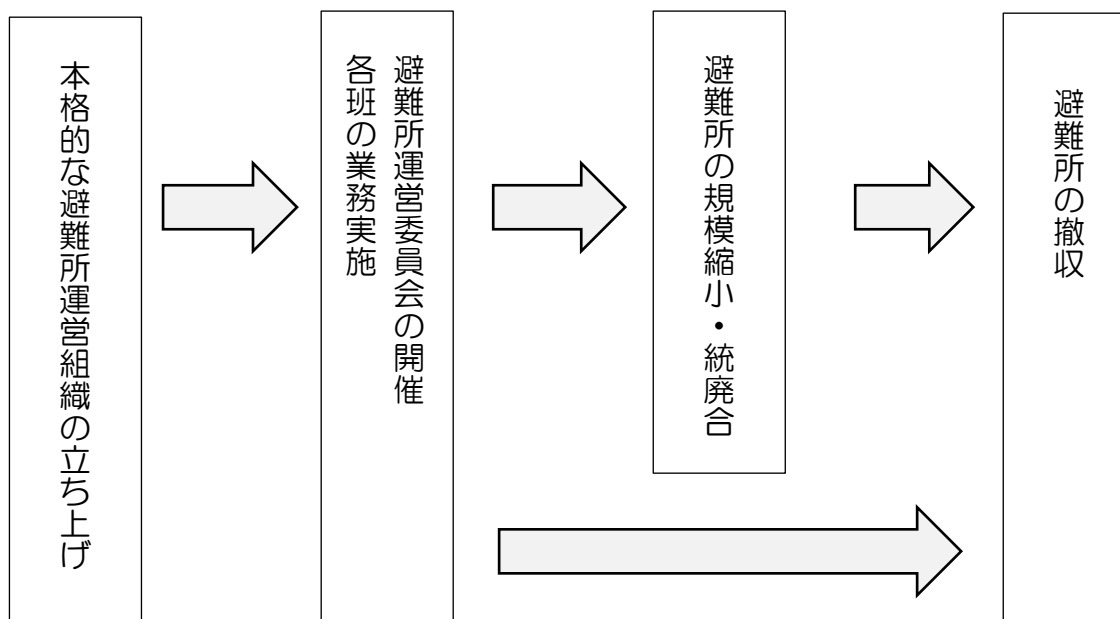 本格的な避難所運営組織の立ち上げ
避難所運営委員会の開催
各班の業務実施
避難所の規模縮小・統廃合
避難所の撤収